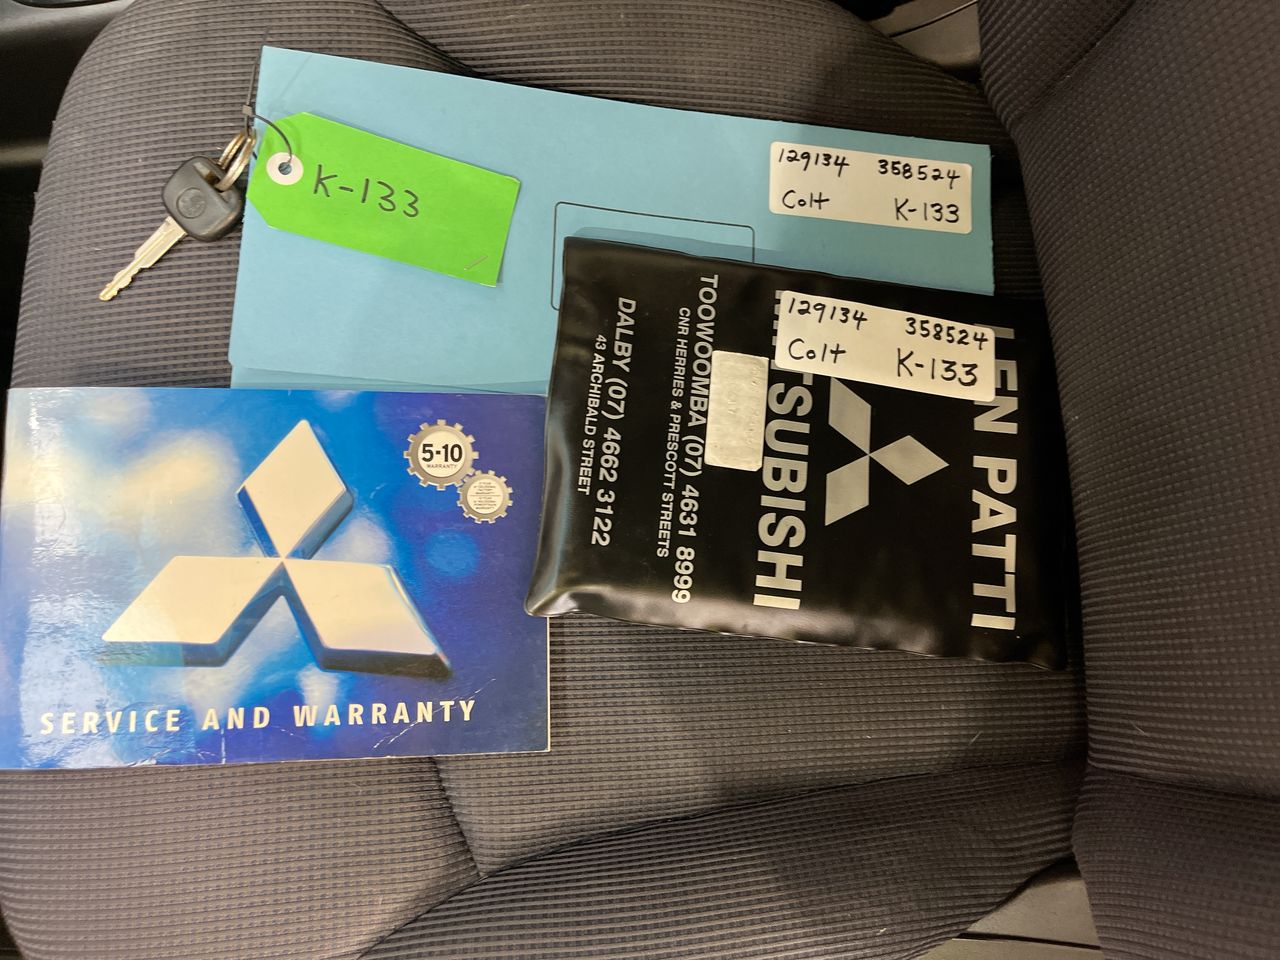 K-133
129134 358524
Colt K-133
129134 358524
Colt K-133
LEN PATTI
MITSUBISHI
TOOWOOMBA (07) 4631 8999
CNR HERRIES & PRESCOTT STREETS
DALBY (07) 4662 3122
43 ARCHIBALD STREET
5-10
WARRANTY
SERVICE AND WARRANTY